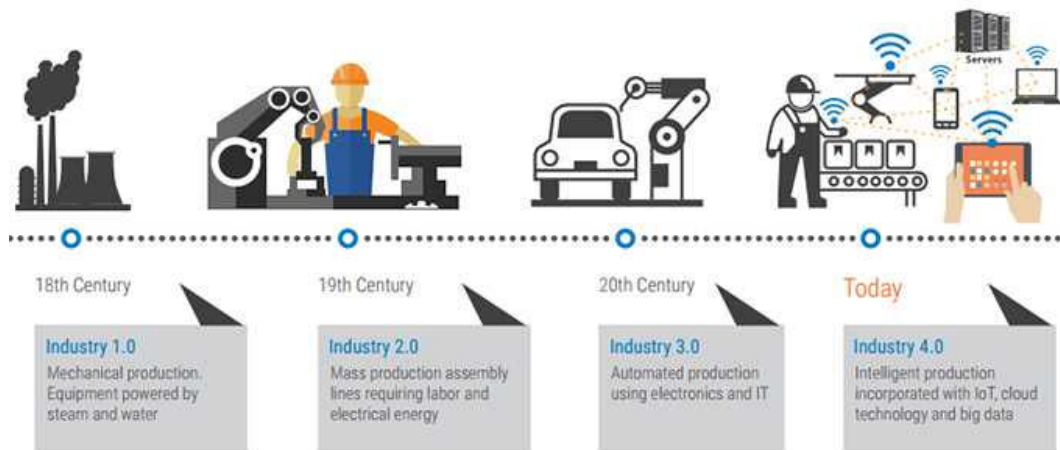 Servers
18th Century
Industry 1.0
Mechanical production.
Equipment powered by
steam and water
19th Century
Industry 2.0
Mass production assembly
lines requiring labor and
electrical energy
20th Century
Industry 3.0
Automated production
using electronics and IT
Today
Industry 4.0
Intelligent production
incorporated with IoT, cloud
technology and big data